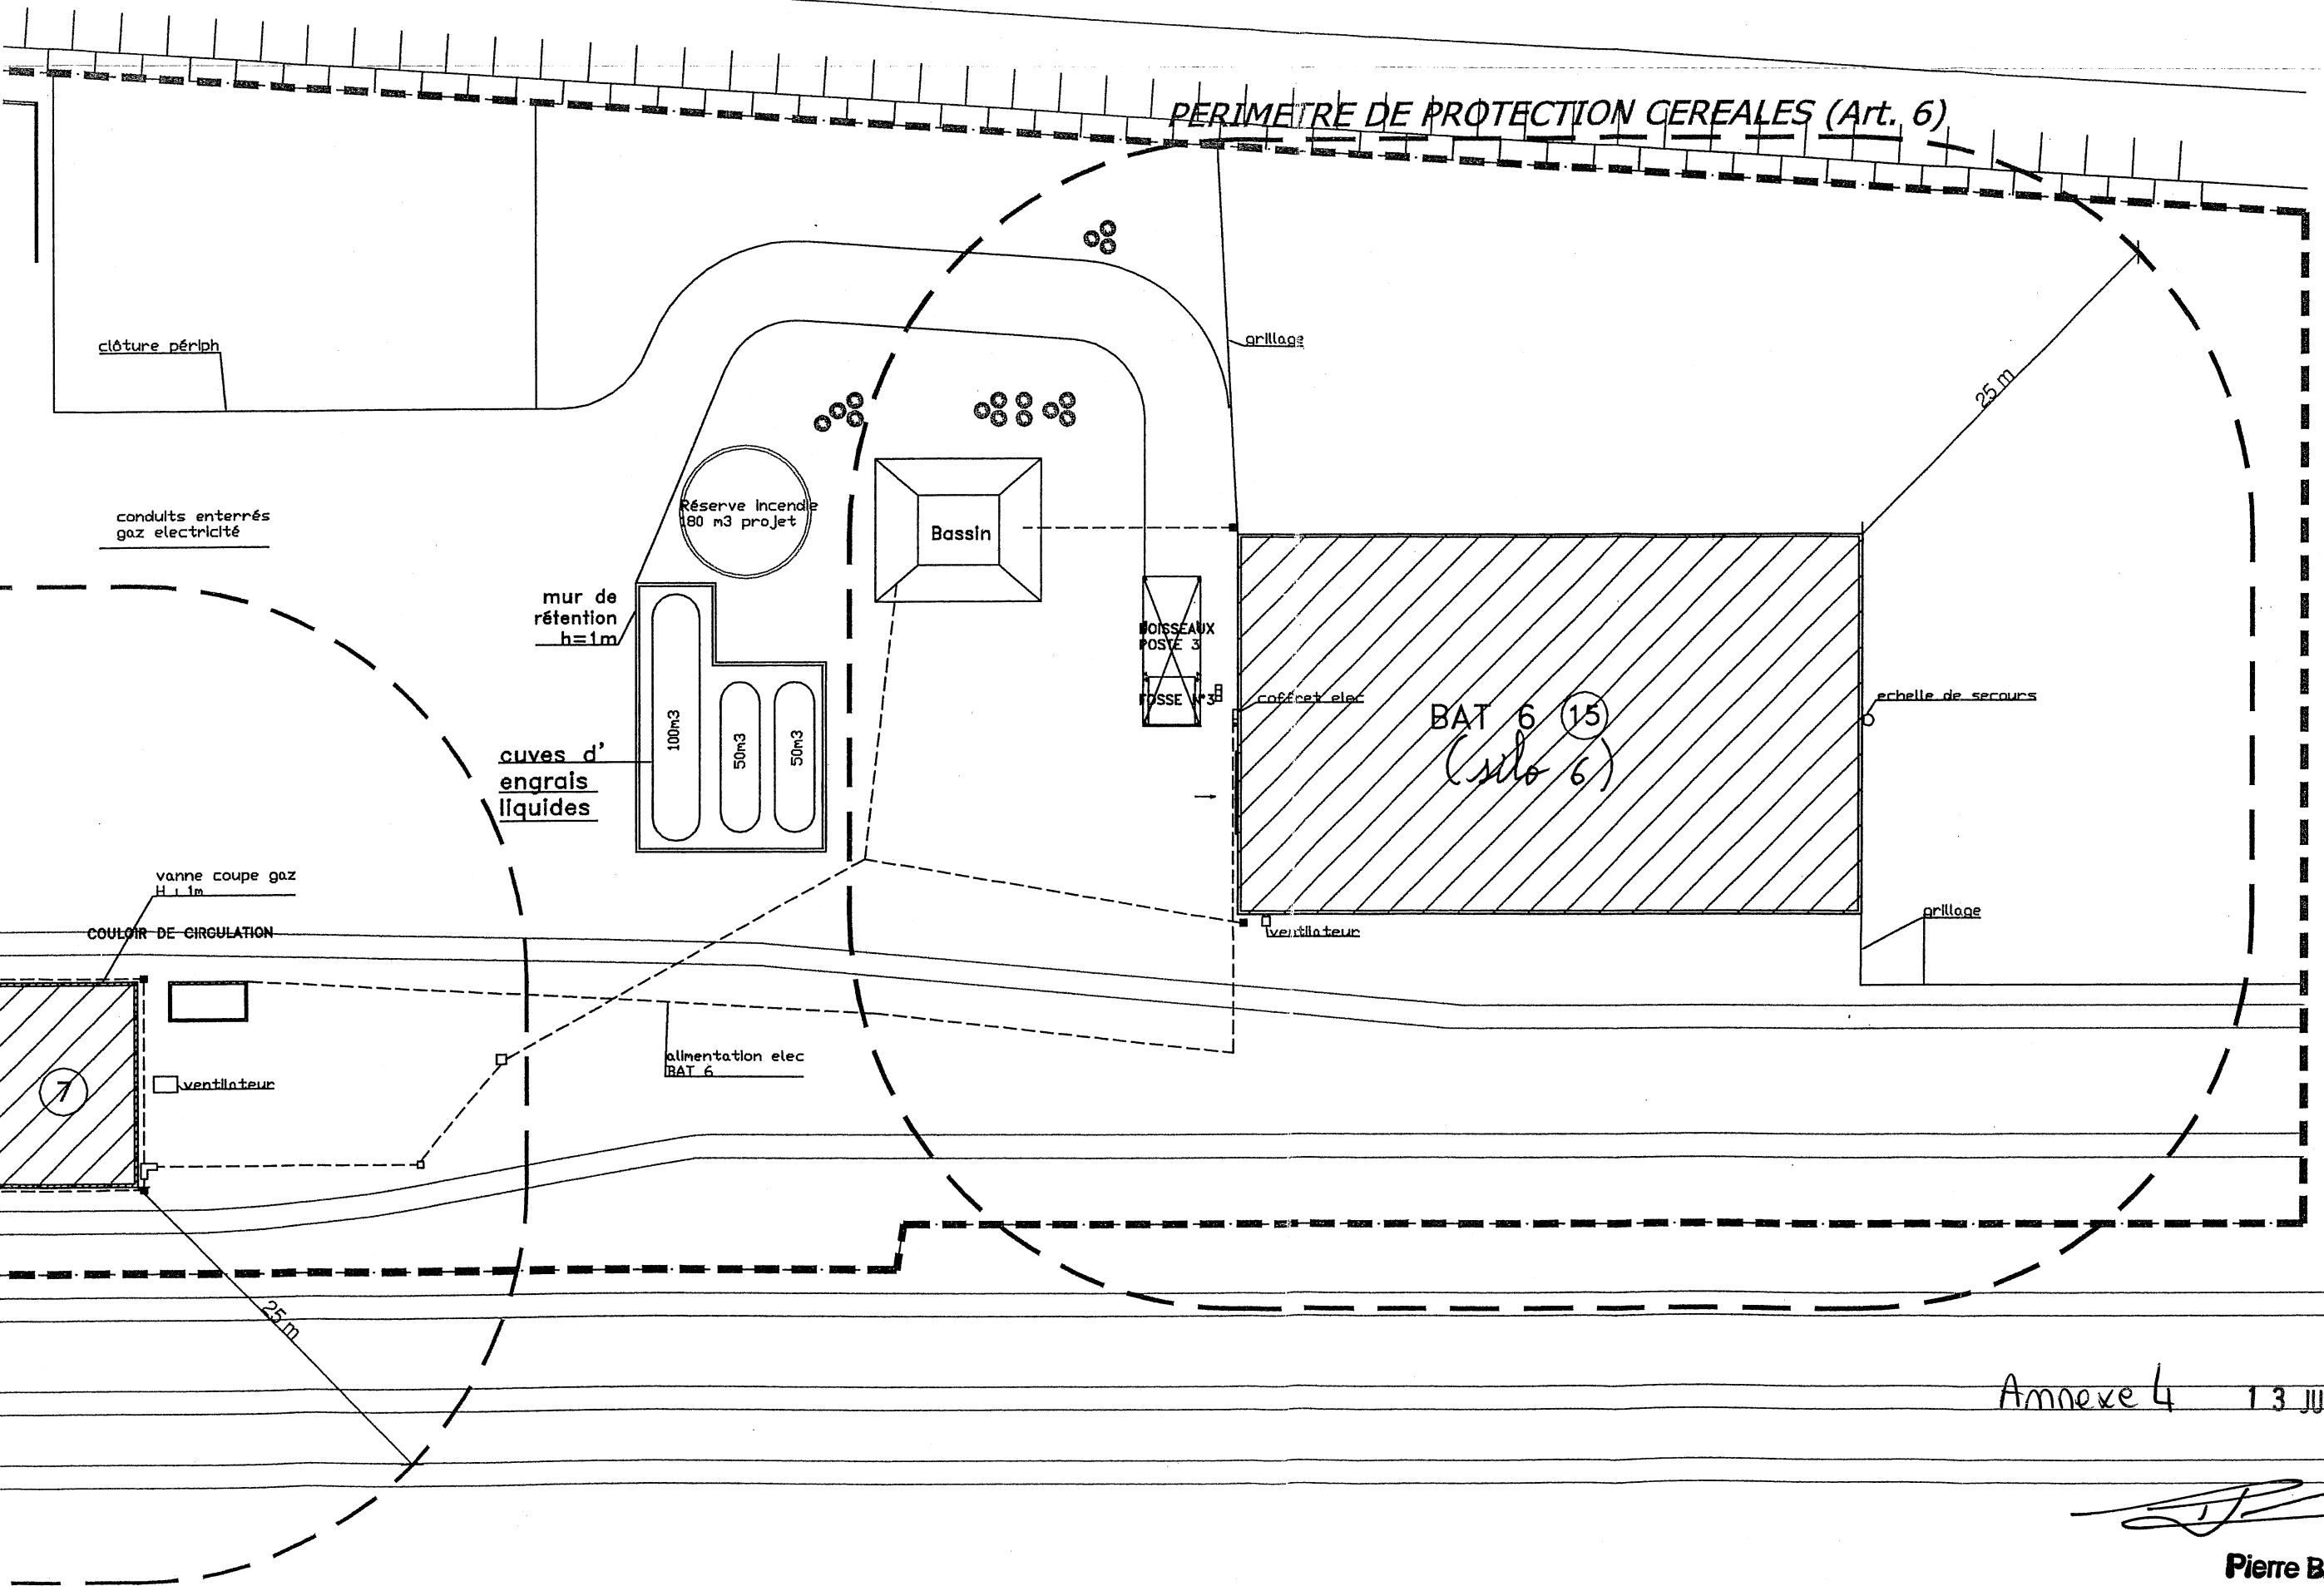 PERIMETRE DE PROTECTION CEREALES (Art. 6)
clôture périph
grillage
25 m
conduits enterrés
gaz electricité
Réserve incendie
180 m3 projet
Bassin
mur de
rétention
h=1m
BOISSEAUX
POSTE 3
FOSSE N°3
coffret elec
echelle de secours
BAT 6 15
(silo 6)
100m3
50m3
50m3
cuves d'
engrais
liquides
vanne coupe gaz
H : 1m
COULOIR DE CIRCULATION
grillage
ventilateur
alimentation elec
BAT 6
7
ventilateur
25 m
Annexe 4 13 JU
Pierre B